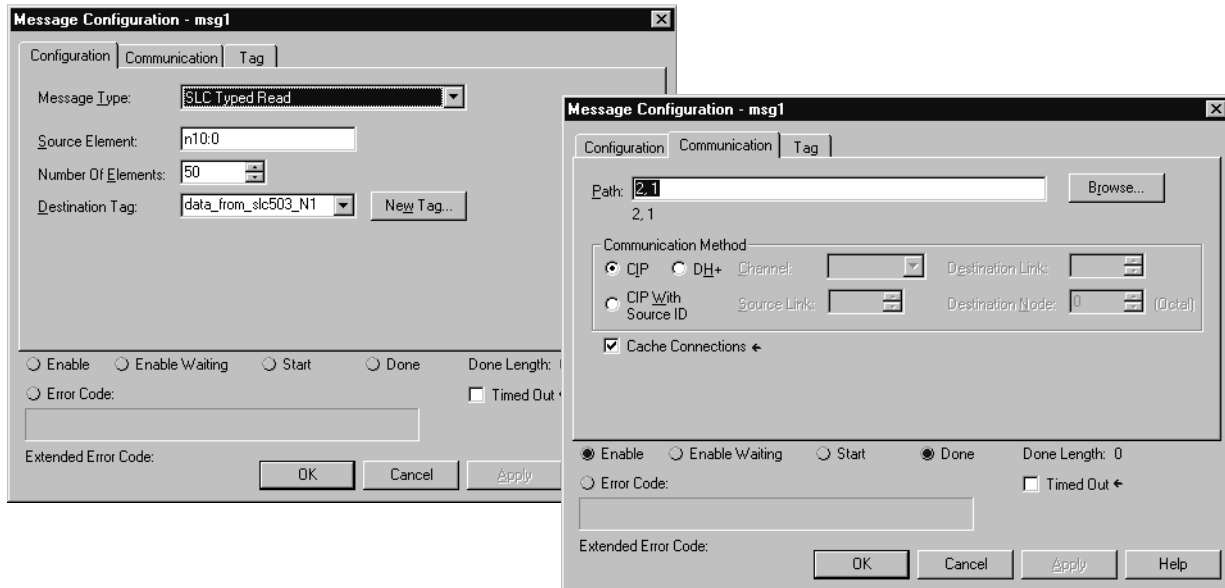 Message Configuration - msg1
Configuration Communication Tag
Message Type: SLC Typed Read
Source Element: n10:0
Number Of Elements: 50
Destination Tag: data_from_slc503_N1 New Tag...
Enable Enable Waiting Start Done Done Length:
Error Code: Timed Out
Extended Error Code:
OK Cancel Apply
Message Configuration - msg1
Configuration Communication Tag
Path: 2, 1 Browse...
2, 1
Communication Method
CIP DH+ Channel: Destination Link:
CIP With
Source ID Source Link: Destination Node: 0 (Octal)
Cache Connections ←
Enable Enable Waiting Start Done Done Length: 0
Error Code: Timed Out ←
Extended Error Code:
OK Cancel Apply Help